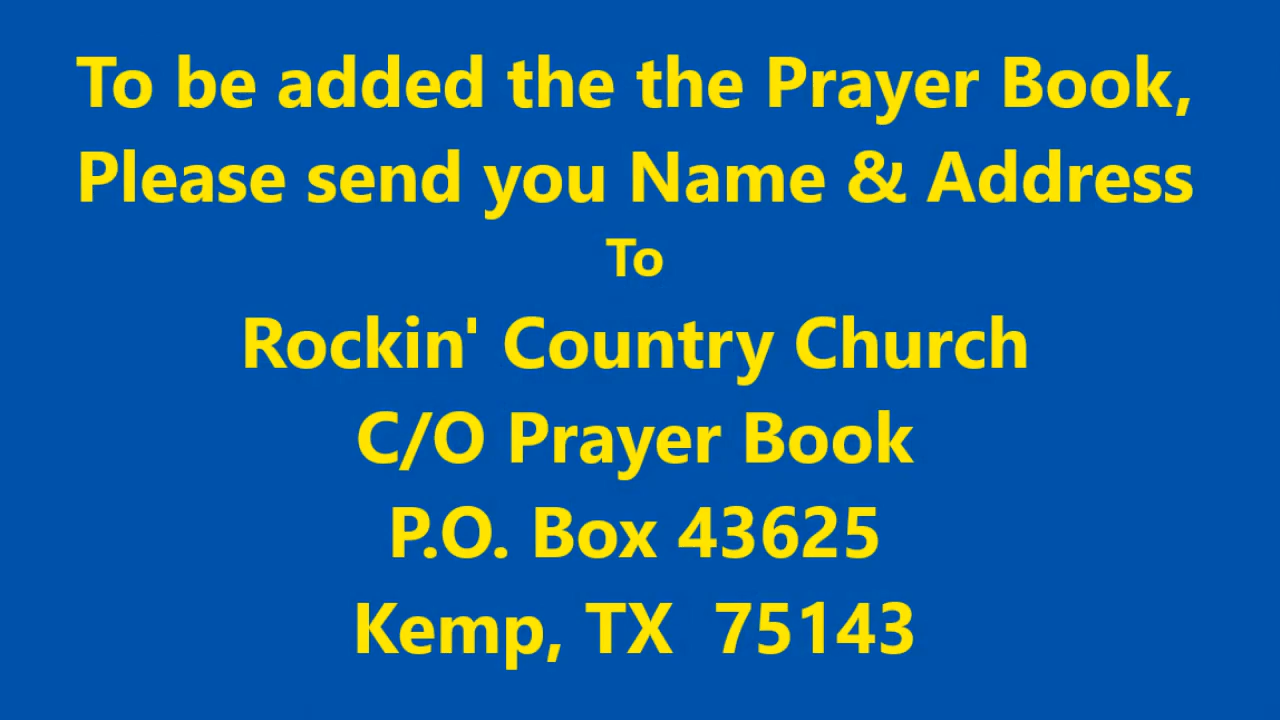 To be added the the Prayer Book,
Please send you Name & Address
To
Rockin' Country Church
C/O Prayer Book
P.O. Box 43625
Kemp, TX  75143